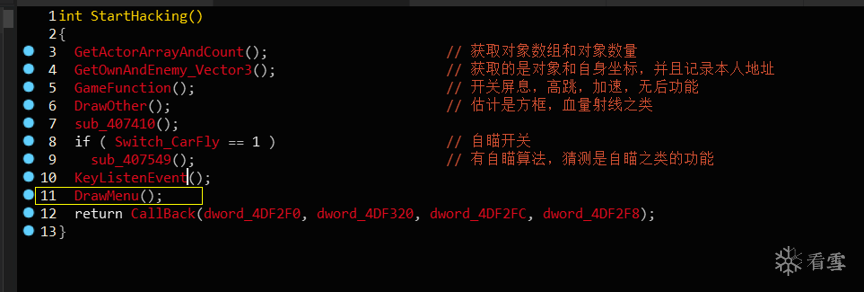 1 int StartHacking()
2 {
3 GetActorArrayAndCount(); // 获取对象数组和对象数量
4 GetOwnAndEnemy_Vector3(); // 获取的是对象和自身坐标，并且记录本人地址
5 GameFunction(); // 开关屏息，高跳，加速，无后功能
6 DrawOther(); // 估计是方框，血量射线之类
7 sub_407410();
8 if ( Switch_CarFly == 1 ) // 自瞄开关
9 sub_407549(); // 有自瞄算法，猜测是自瞄之类的功能
10 KeyListenEvent();
11 DrawMenu();
12 return CallBack(dword_4DF2F0, dword_4DF320, dword_4DF2FC, dword_4DF2F8);
13 }
看雪